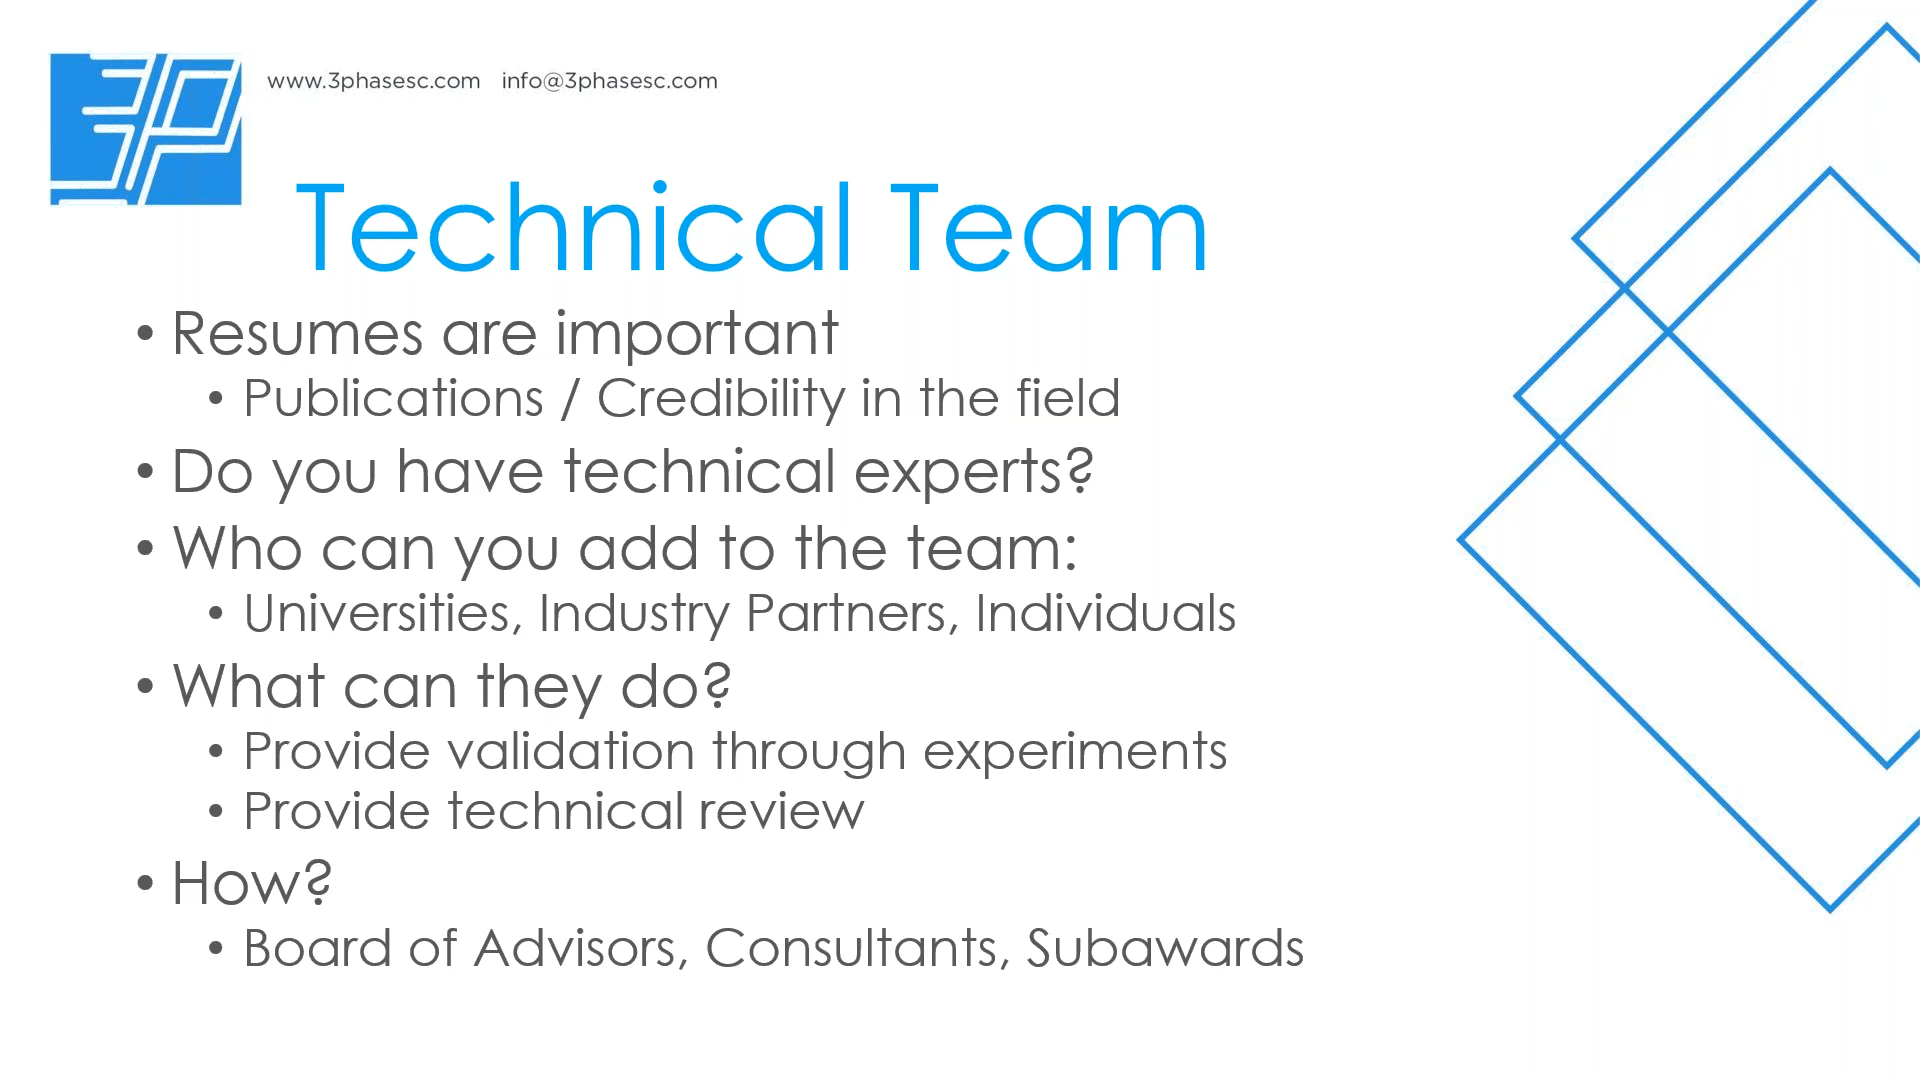 www.3phasesc.com info@3phasesc.com
3P
Technical Team
• Resumes are important
• Publications / Credibility in the field
• Do you have technical experts?
• Who can you add to the team:
• Universities, Industry Partners, Individuals
• What can they do?
• Provide validation through experiments
• Provide technical review
• How?
• Board of Advisors, Consultants, Subawards